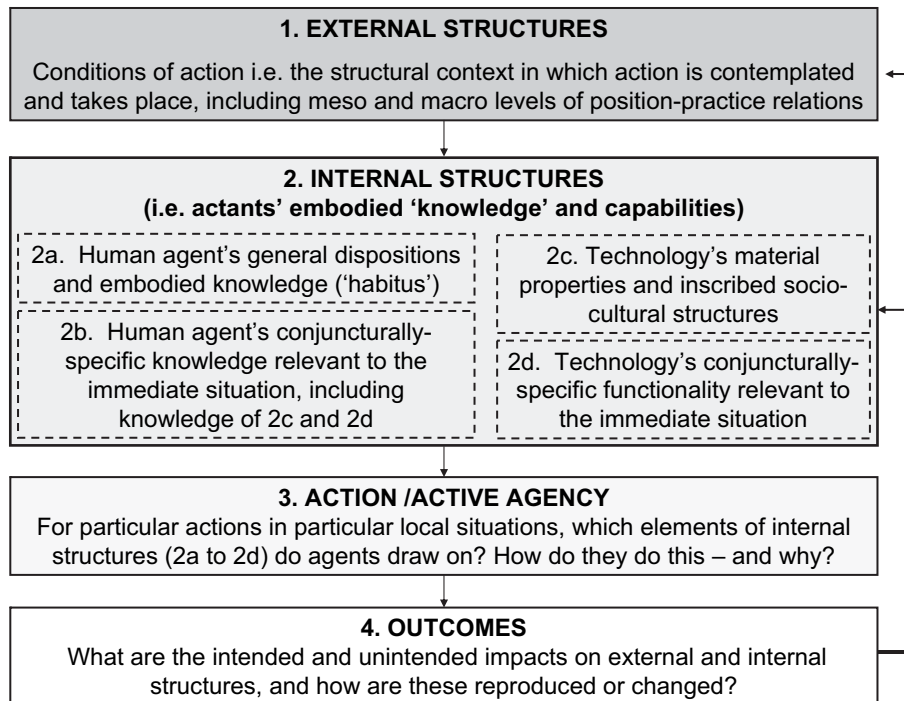 1. EXTERNAL STRUCTURES
Conditions of action i.e. the structural context in which action is contemplated
and takes place, including meso and macro levels of position-practice relations
2. INTERNAL STRUCTURES
(i.e. actants’ embodied ‘knowledge’ and capabilities)
2a. Human agent’s general dispositions
and embodied knowledge (‘habitus’)
2b. Human agent’s conjuncturally-
specific knowledge relevant to the
immediate situation, including
knowledge of 2c and 2d
2c. Technology’s material
properties and inscribed socio-
cultural structures
2d. Technology’s conjuncturally-
specific functionality relevant to
the immediate situation
3. ACTION /ACTIVE AGENCY
For particular actions in particular local situations, which elements of internal
structures (2a to 2d) do agents draw on? How do they do this – and why?
4. OUTCOMES
What are the intended and unintended impacts on external and internal
structures, and how are these reproduced or changed?